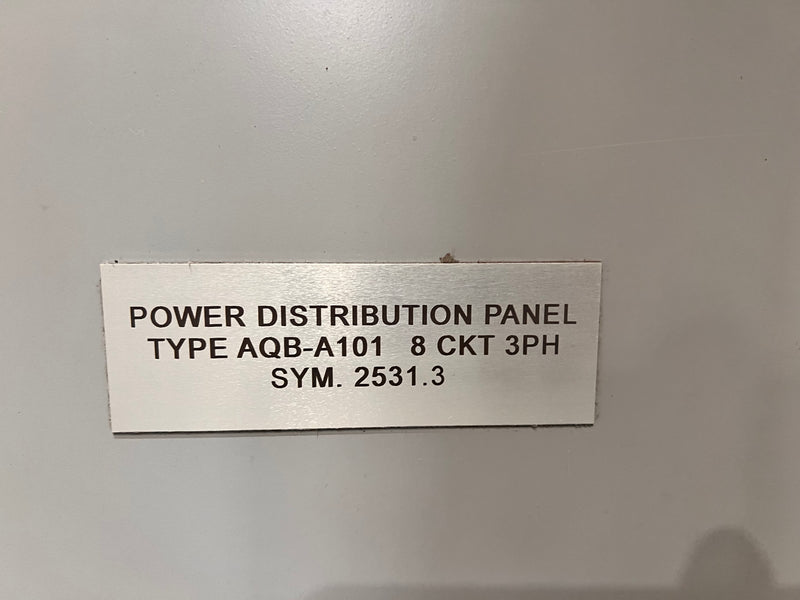 POWER DISTRIBUTION PANEL
TYPE AQB-A101 8 CKT 3PH
SYM. 2531.3